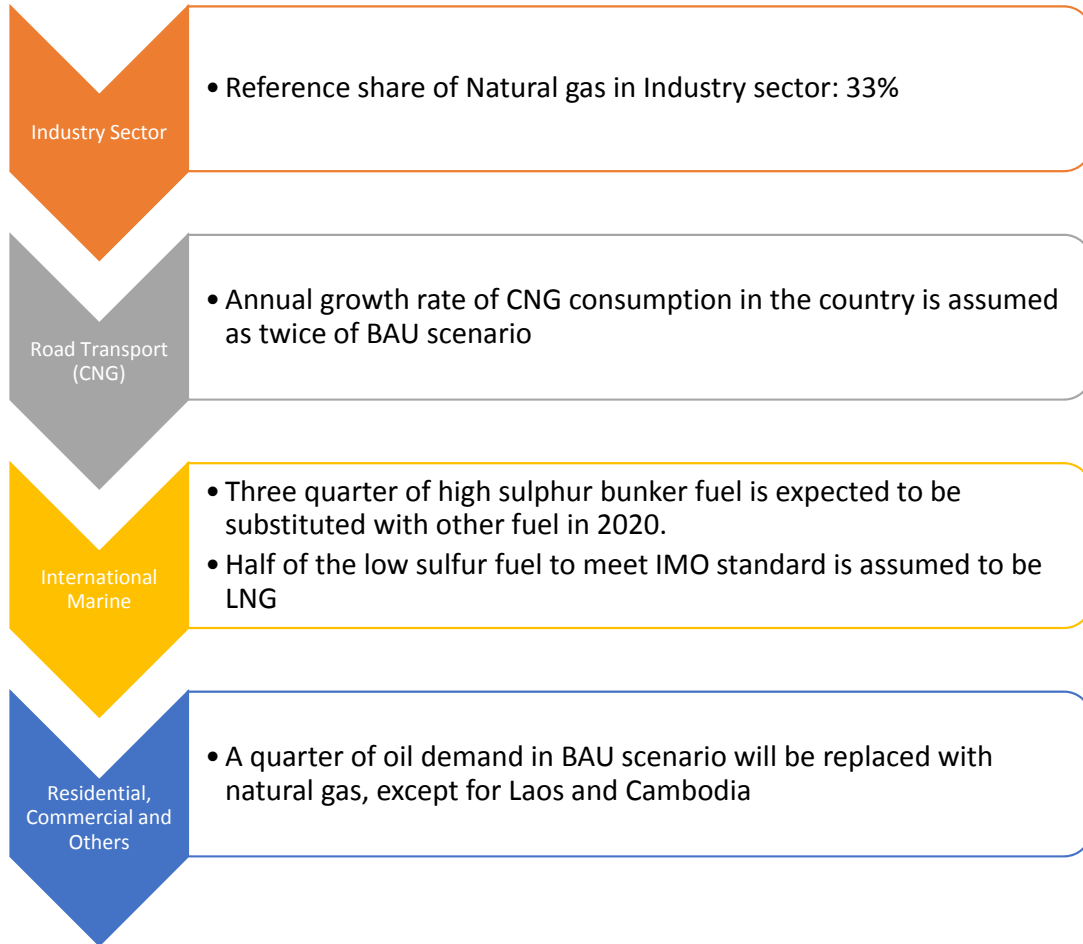 Industry Sector
• Reference share of Natural gas in Industry sector: 33%
Road Transport
(CNG)
• Annual growth rate of CNG consumption in the country is assumed
as twice of BAU scenario
International
Marine
• Three quarter of high sulphur bunker fuel is expected to be
substituted with other fuel in 2020.
• Half of the low sulfur fuel to meet IMO standard is assumed to be
LNG
Residential,
Commercial and
Others
• A quarter of oil demand in BAU scenario will be replaced with
natural gas, except for Laos and Cambodia